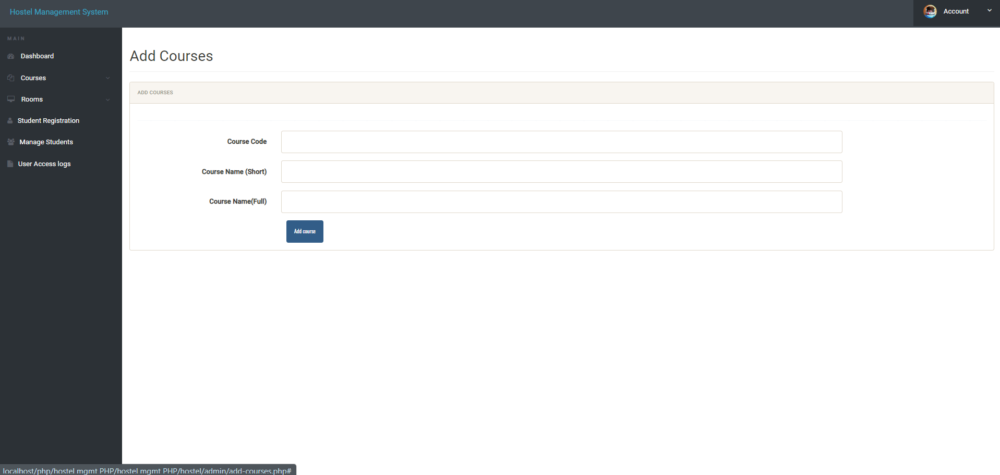 Hostel Management System
Account
MAIN
Dashboard
Courses
Rooms
Student Registration
Manage Students
User Access logs
Add Courses
ADD COURSES
Course Code
Course Name (Short)
Course Name(Full)
Add course
localhost/php/hostel mgmt PHP/hostel mgmt PHP/hostel/admin/add-courses.php#